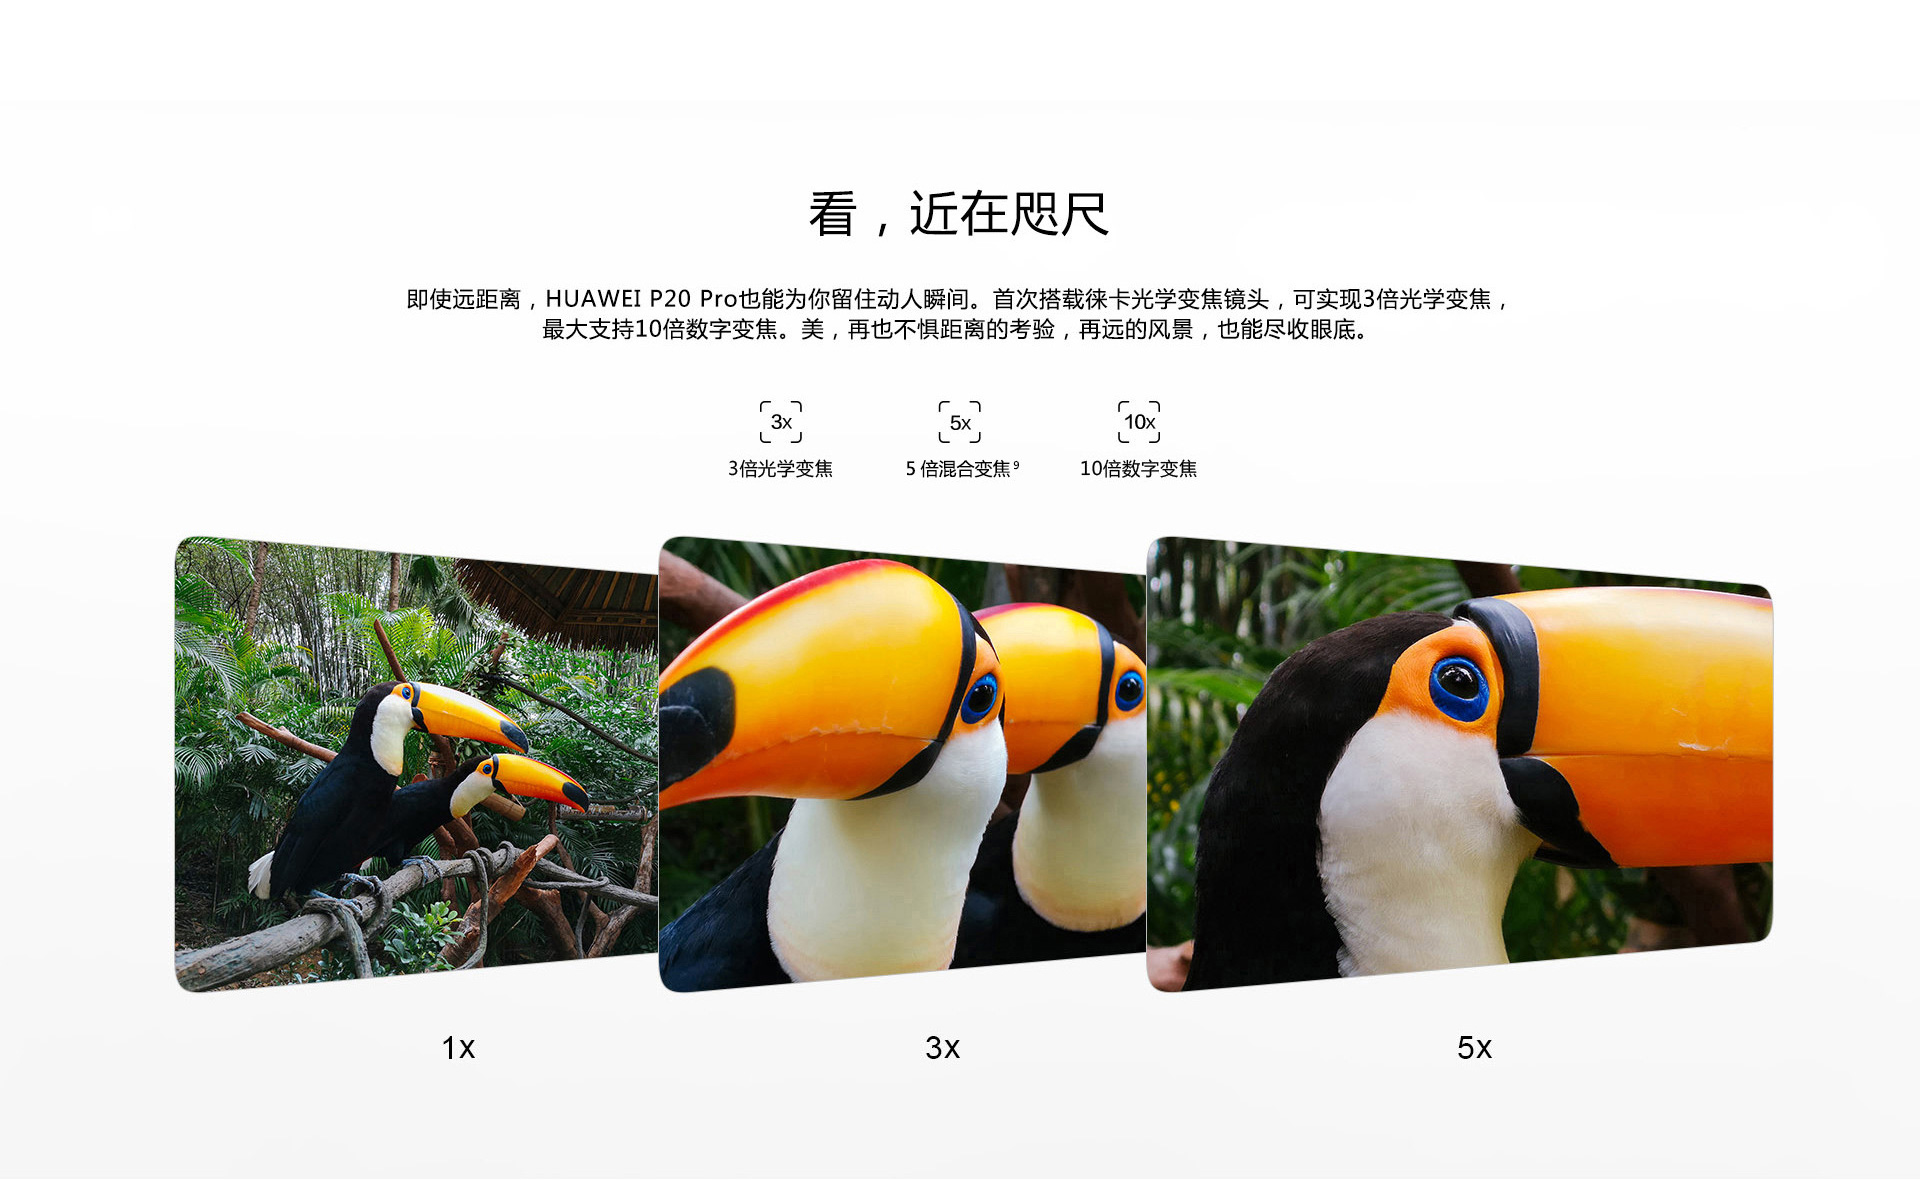 看，近在咫尺
即使远距离，HUAWEI P20 Pro也能为你留住动人瞬间。首次搭载徕卡光学变焦镜头，可实现3倍光学变焦，
最大支持10倍数字变焦。美，再也不惧距离的考验，再远的风景，也能尽收眼底。
3x 5x 10x
3倍光学变焦 5 倍混合变焦⁹ 10倍数字变焦
1x 3x 5x